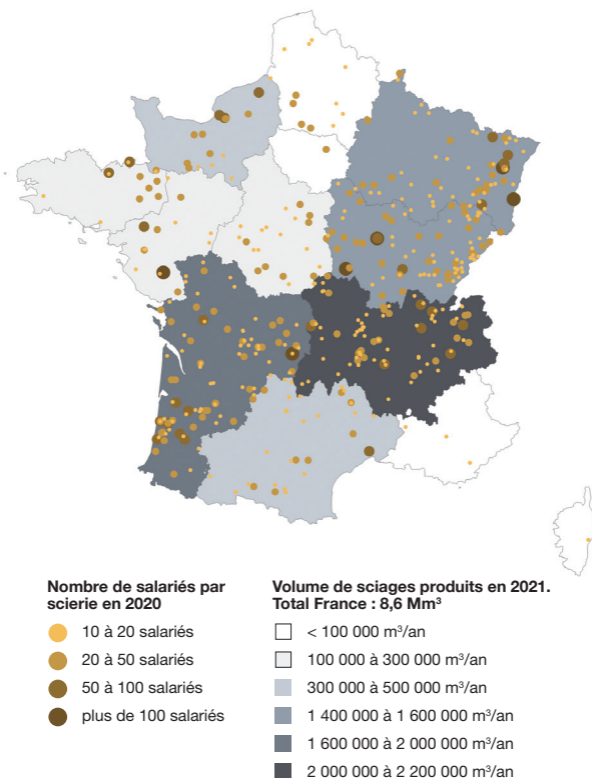 Nombre de salariés par
scierie en 2020
10 à 20 salariés
20 à 50 salariés
50 à 100 salariés
plus de 100 salariés
Volume de sciages produits en 2021.
Total France : 8,6 Mm³
< 100 000 m³/an
100 000 à 300 000 m³/an
300 000 à 500 000 m³/an
1 400 000 à 1 600 000 m³/an
1 600 000 à 2 000 000 m³/an
2 000 000 à 2 200 000 m³/an